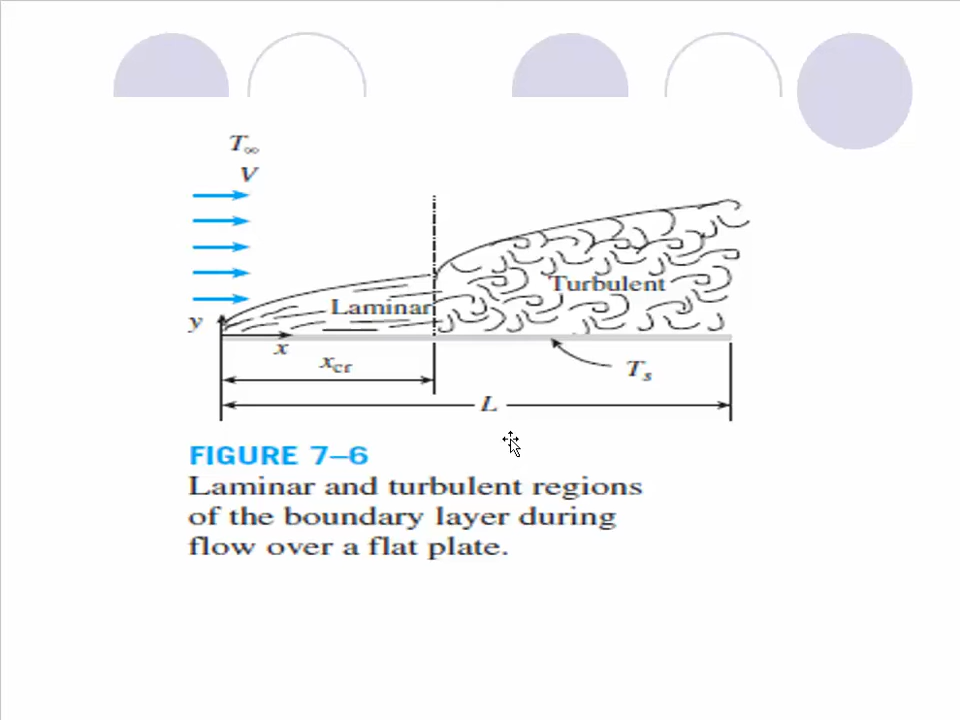 T∞
V
Turbulent
Laminar
y
x
xcr
Ts
L
FIGURE 7–6
Laminar and turbulent regions
of the boundary layer during
flow over a flat plate.